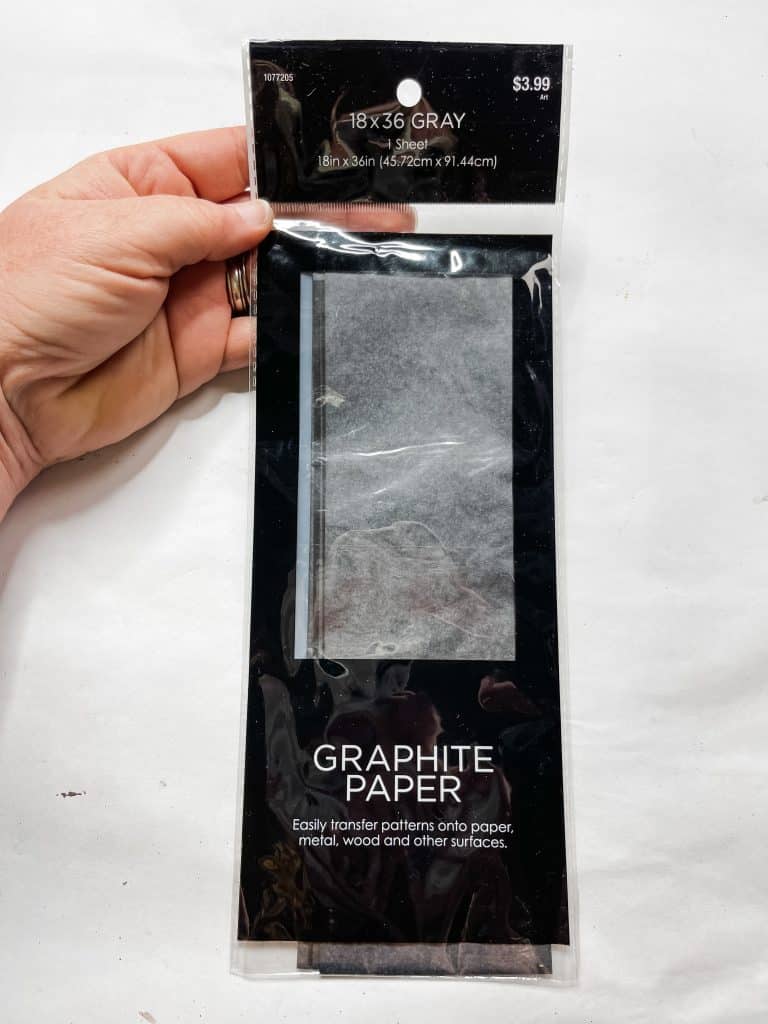 1077205
$3.99
Art
18x36 GRAY
1 Sheet
18in x 36in (45.72cm x 91.44cm)
GRAPHITE
PAPER
Easily transfer patterns onto paper,
metal, wood and other surfaces.